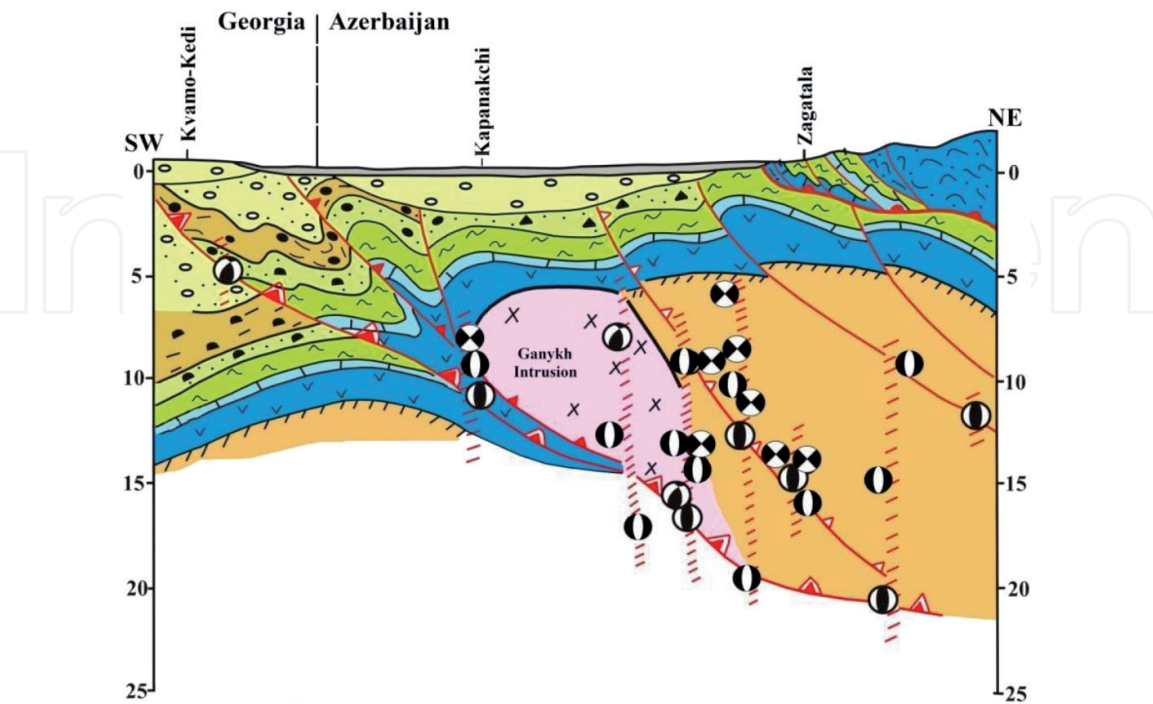 Georgia
Azerbaijan
Kvamo-Kedi
Kapanakchi
Zagatala
SW
NE
0
0
5
5
Ganykh
Intrusion
10
10
15
15
20
20
25
25